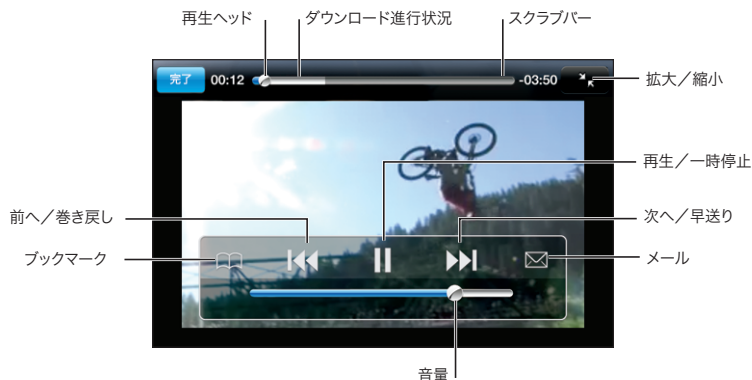 再生ヘッド
ダウンロード進行状況
スクラブバー
完了
00:12
-03:50
拡大／縮小
再生／一時停止
前へ／巻き戻し
次へ／早送り
ブックマーク
メール
音量